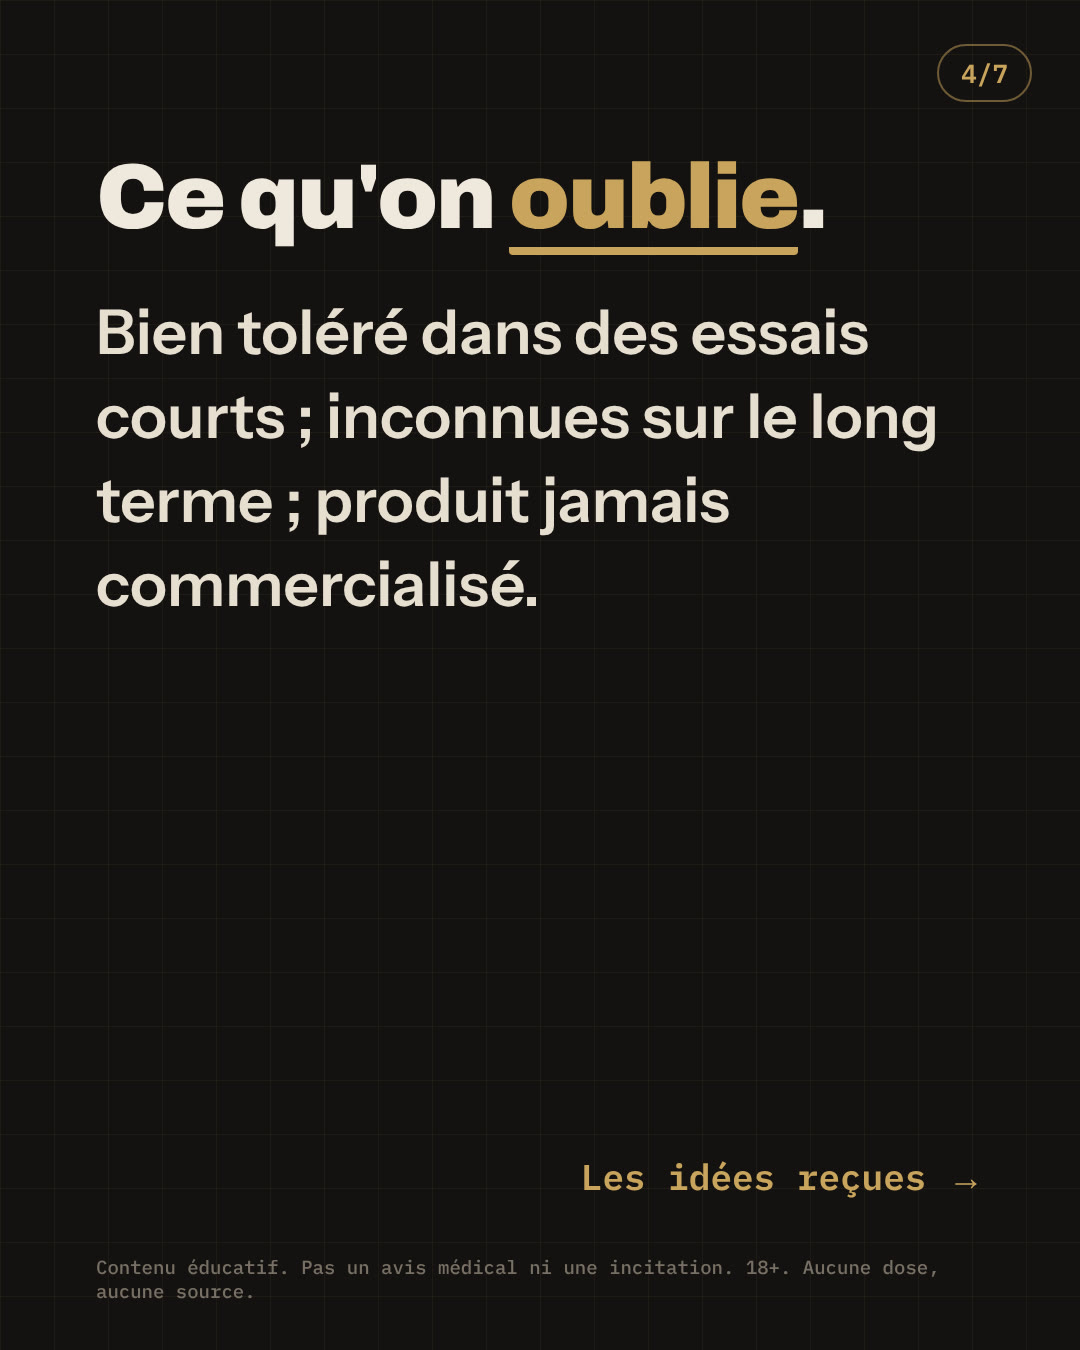 4/7
Ce qu'on oublie.
Bien toléré dans des essais
courts ; inconnues sur le long
terme ; produit jamais
commercialisé.
Les idées reçues →
Contenu éducatif. Pas un avis médical ni une incitation. 18+. Aucune dose,
aucune source.